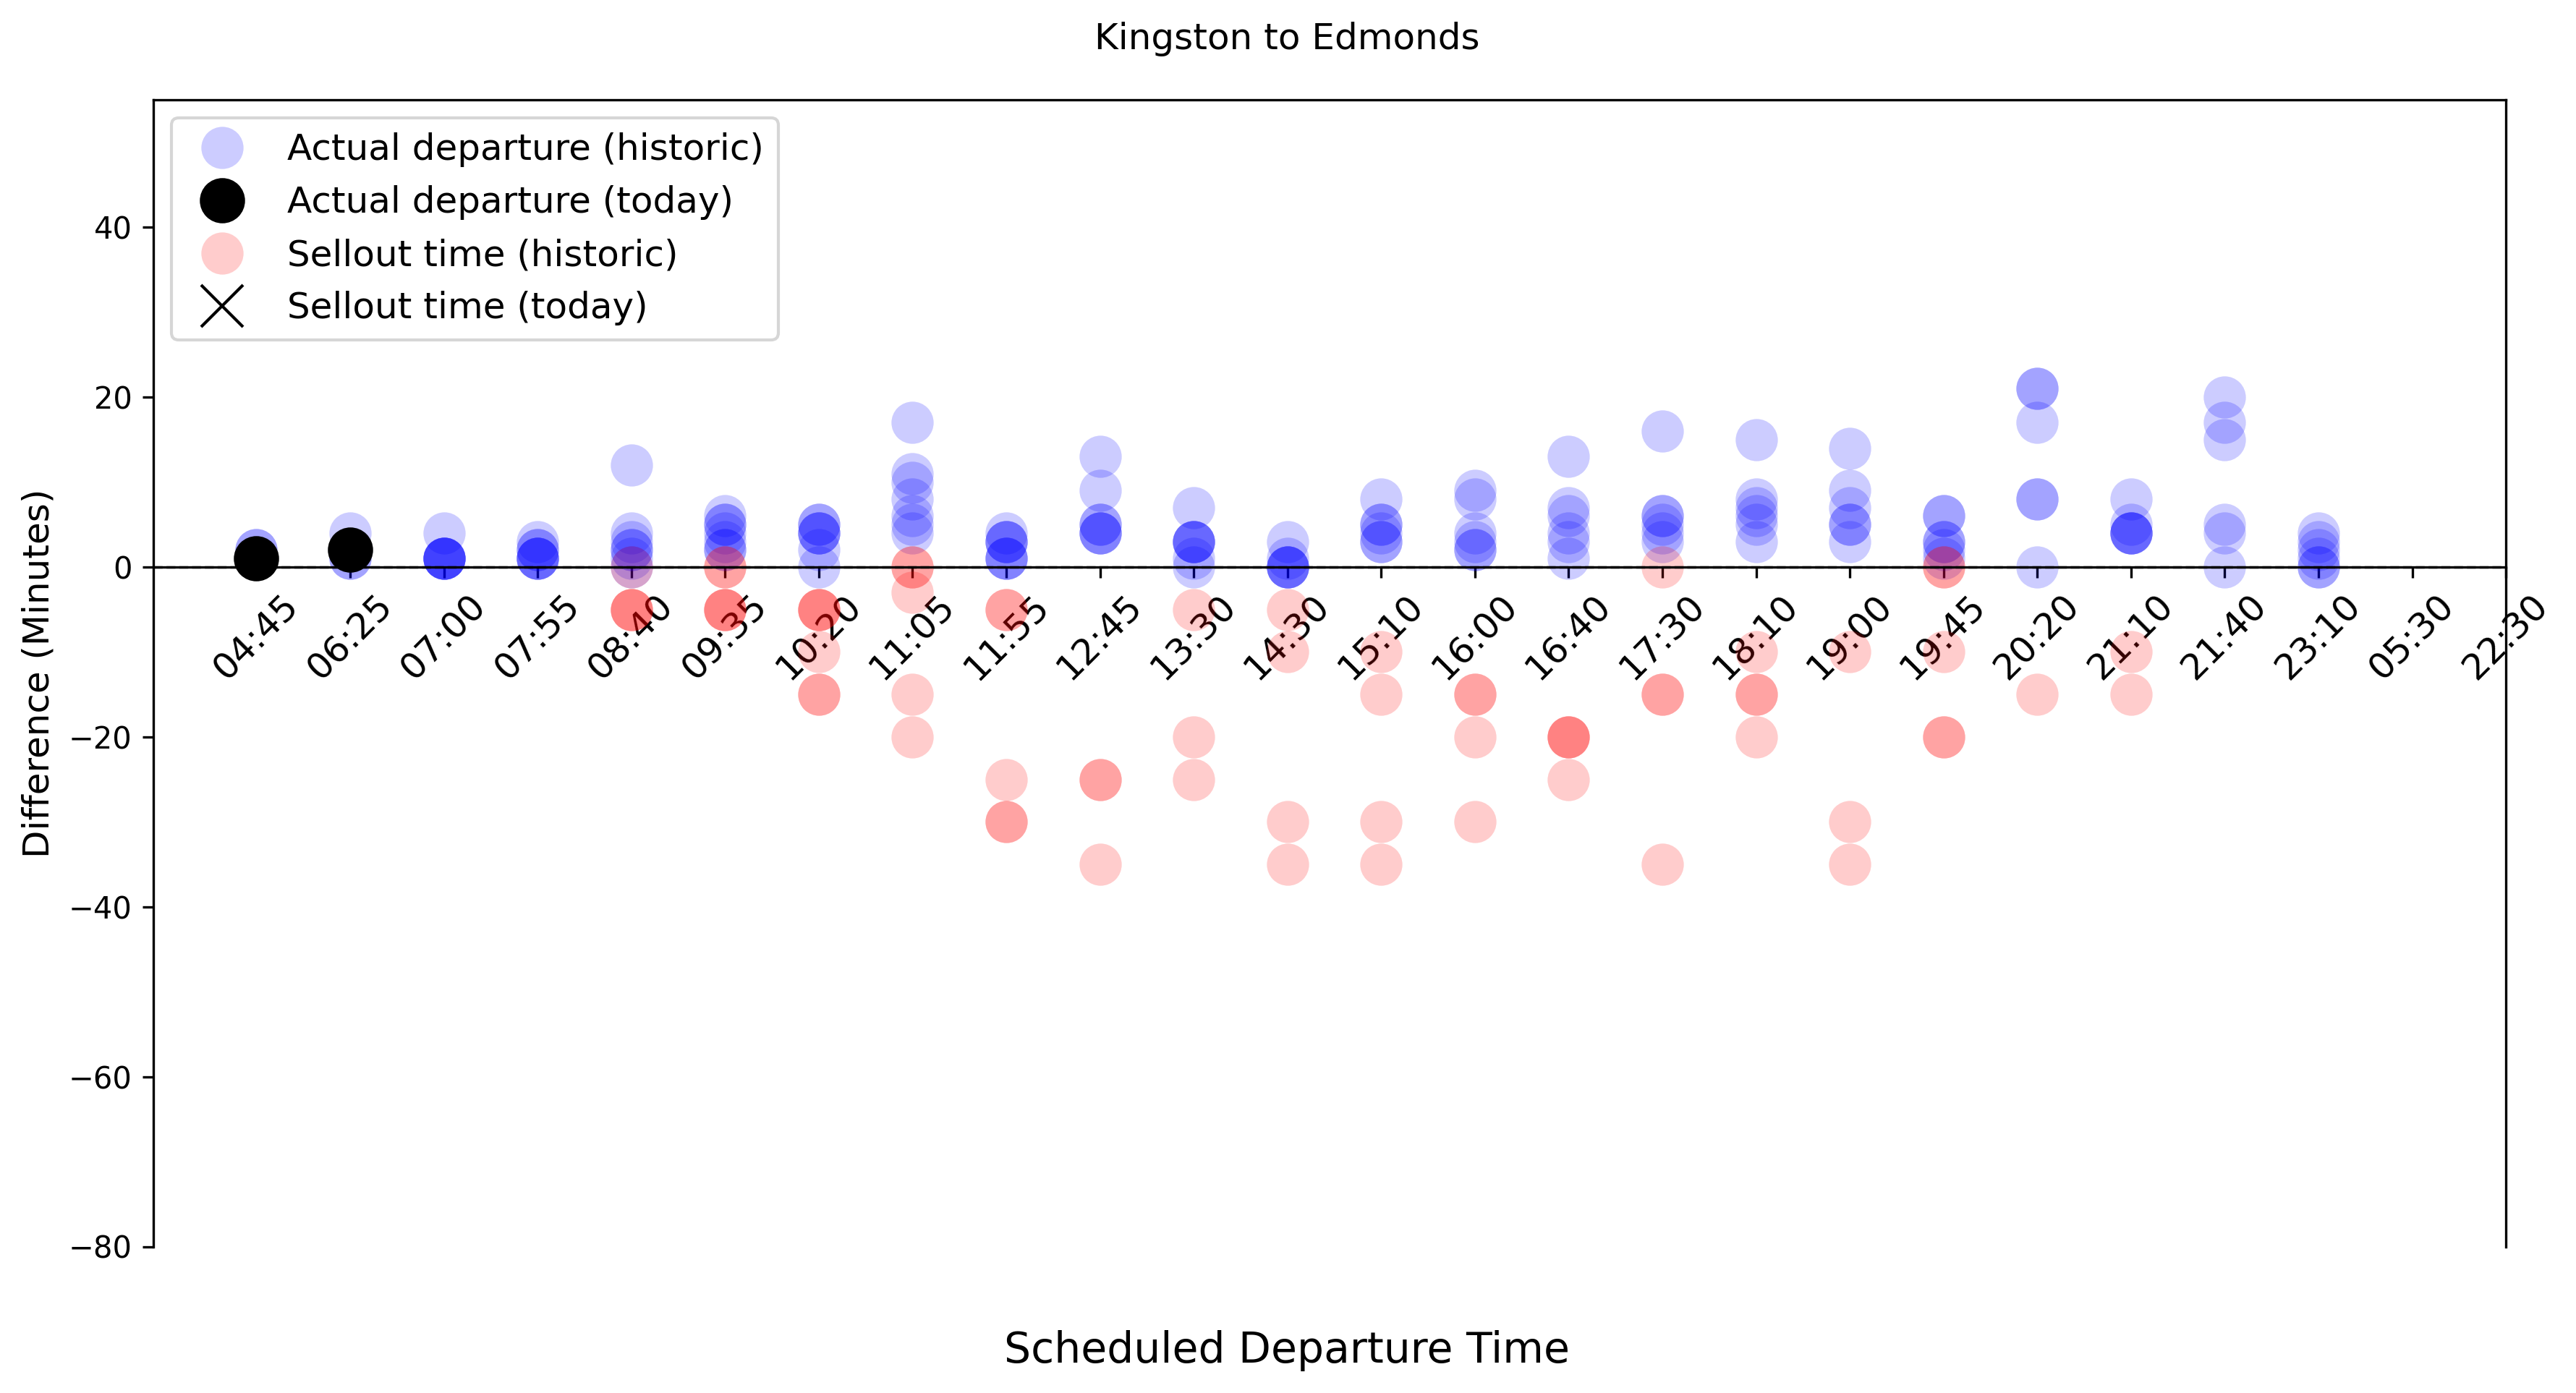 Kingston to Edmonds
Actual departure (historic)
Actual departure (today)
Sellout time (historic)
Sellout time (today)
Difference (Minutes)
40
20
0
−20
−40
−60
−80
04:45 06:25 07:00 07:55 08:40 09:35 10:20 11:05 11:55 12:45 13:30 14:30 15:10 16:00 16:40 17:30 18:10 19:00 19:45 20:20 21:10 21:40 23:10 05:30 22:30
Scheduled Departure Time